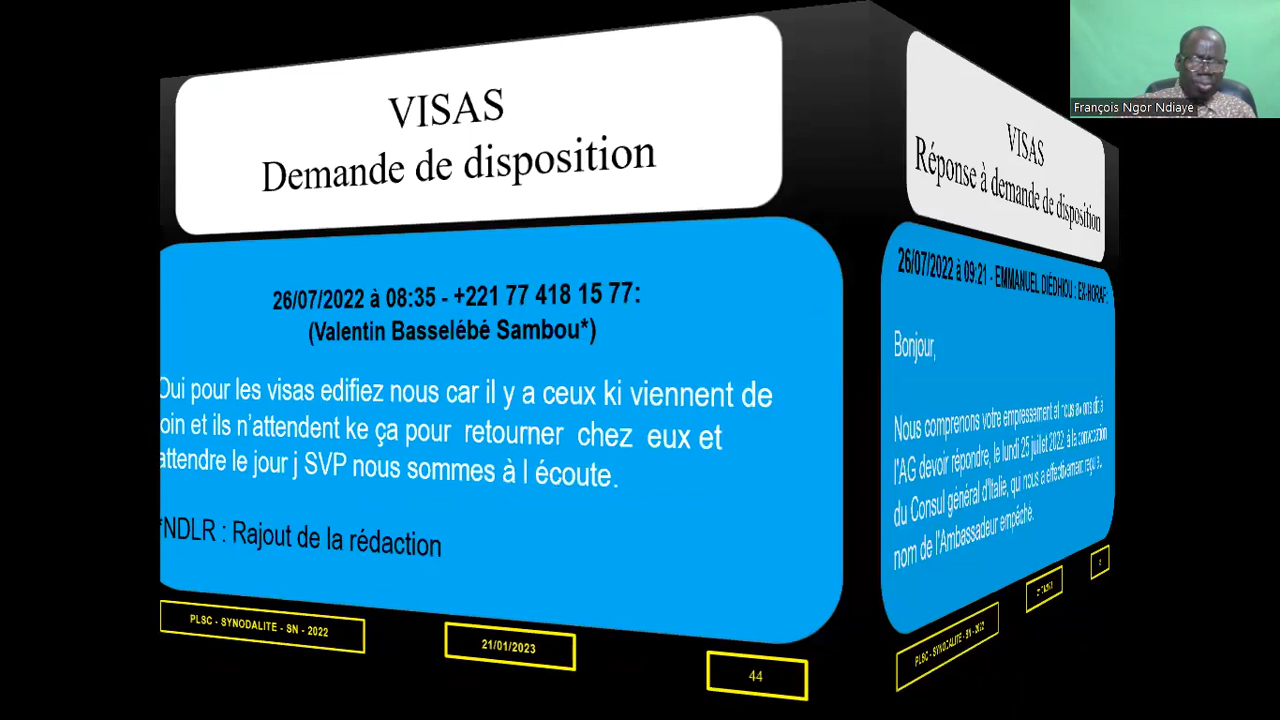 VISAS
Demande de disposition
26/07/2022 à 08:35 - +221 77 418 15 77:
(Valentin Basselébé Sambou*)
Oui pour les visas edifiez nous car il y a ceux ki viennent de
loin et ils n'attendent ke ça pour retourner chez eux et
attendre le jour j SVP nous sommes à l écoute.
*NDLR : Rajout de la rédaction
PLSC - SYNODALITE - SN - 2022
21/01/2023
44
VISAS
Réponse à demande de disposition
26/07/2022 à 09:21 - EMMANUEL DIÉDHIOU : EX-HORAP:
Bonjour,
Nous comprenons votre empressement et nous avons dit à
l'AG devoir répondre, le lundi 25 juillet 2022 à la convocation
du Consul général d'Italie, qui nous a effectivement reçu
nom de l'Ambassadeur empêché.
PLSC - SYNODALITE - SN - 2022
François Ngor Ndiaye